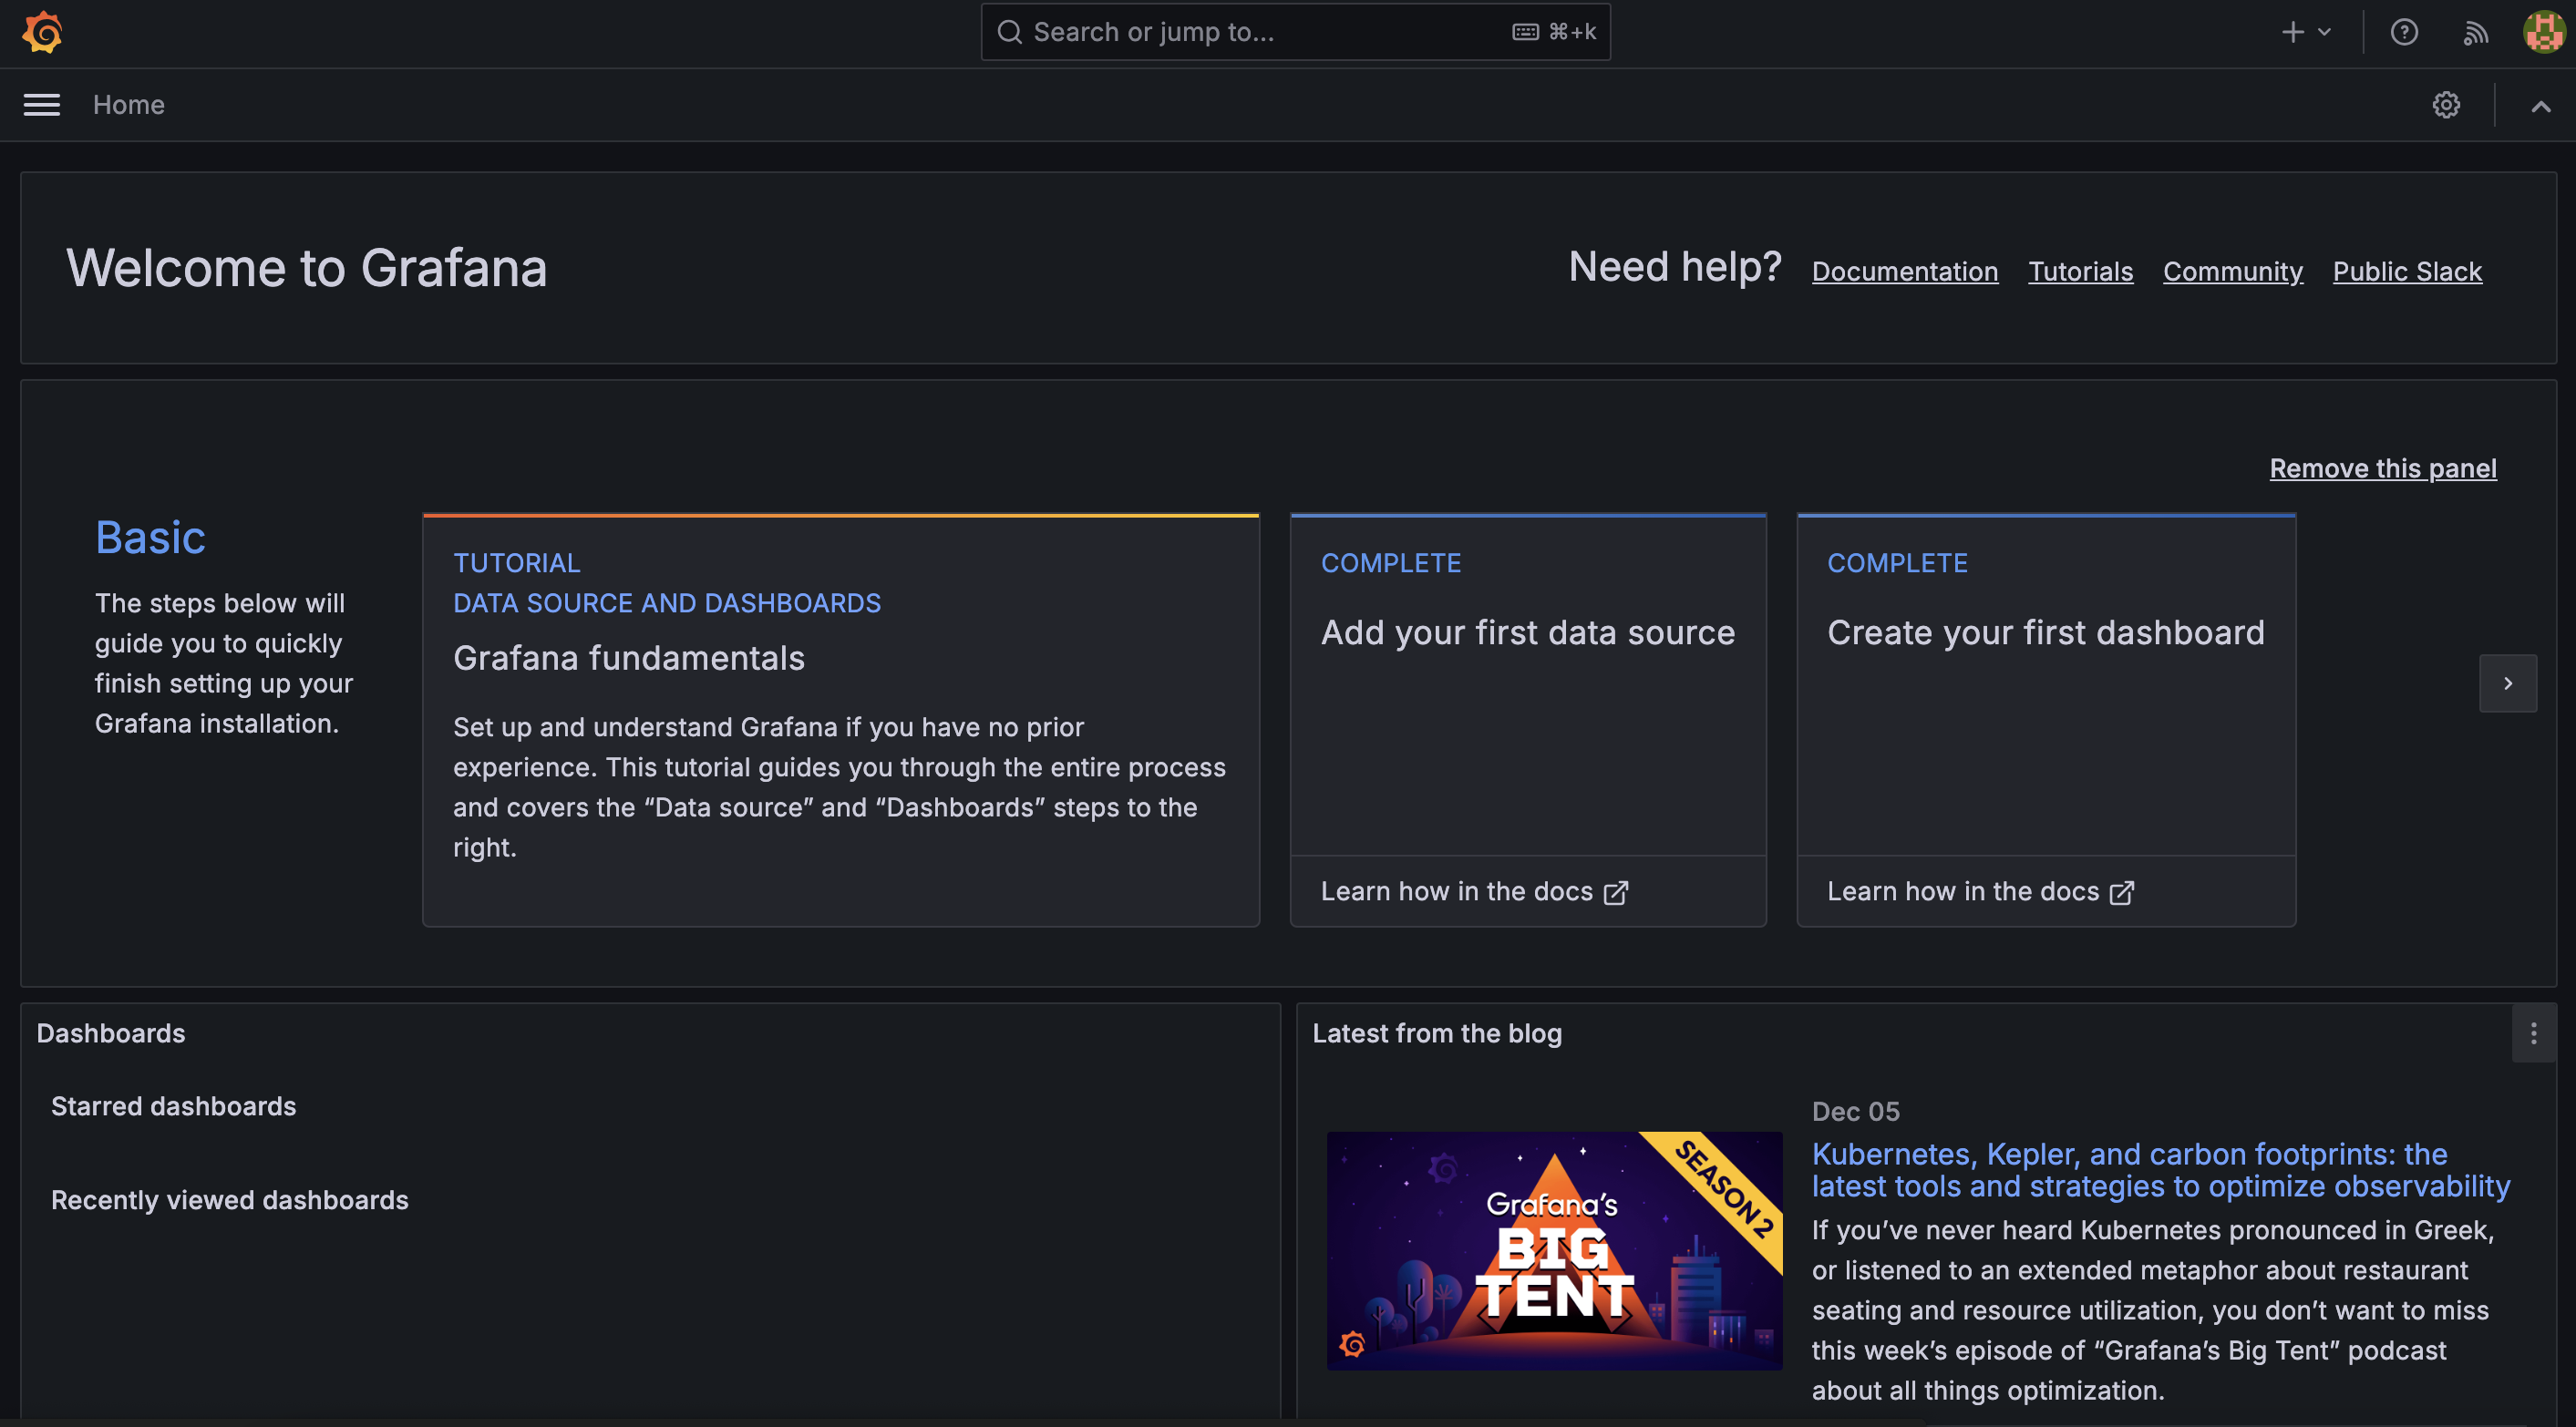 Search or jump to...
⌘+k
Home
Welcome to Grafana
Need help?
Documentation
Tutorials
Community
Public Slack
Remove this panel
Basic
The steps below will
guide you to quickly
finish setting up your
Grafana installation.
TUTORIAL
DATA SOURCE AND DASHBOARDS
Grafana fundamentals
Set up and understand Grafana if you have no prior
experience. This tutorial guides you through the entire process
and covers the “Data source” and “Dashboards” steps to the
right.
COMPLETE
Add your first data source
Learn how in the docs
COMPLETE
Create your first dashboard
Learn how in the docs
Dashboards
Starred dashboards
Recently viewed dashboards
Latest from the blog
SEASON 2
Grafana’s
BIG
TENT
Dec 05
Kubernetes, Kepler, and carbon footprints: the
latest tools and strategies to optimize observability
If you’ve never heard Kubernetes pronounced in Greek,
or listened to an extended metaphor about restaurant
seating and resource utilization, you don’t want to miss
this week’s episode of “Grafana’s Big Tent” podcast
about all things optimization.